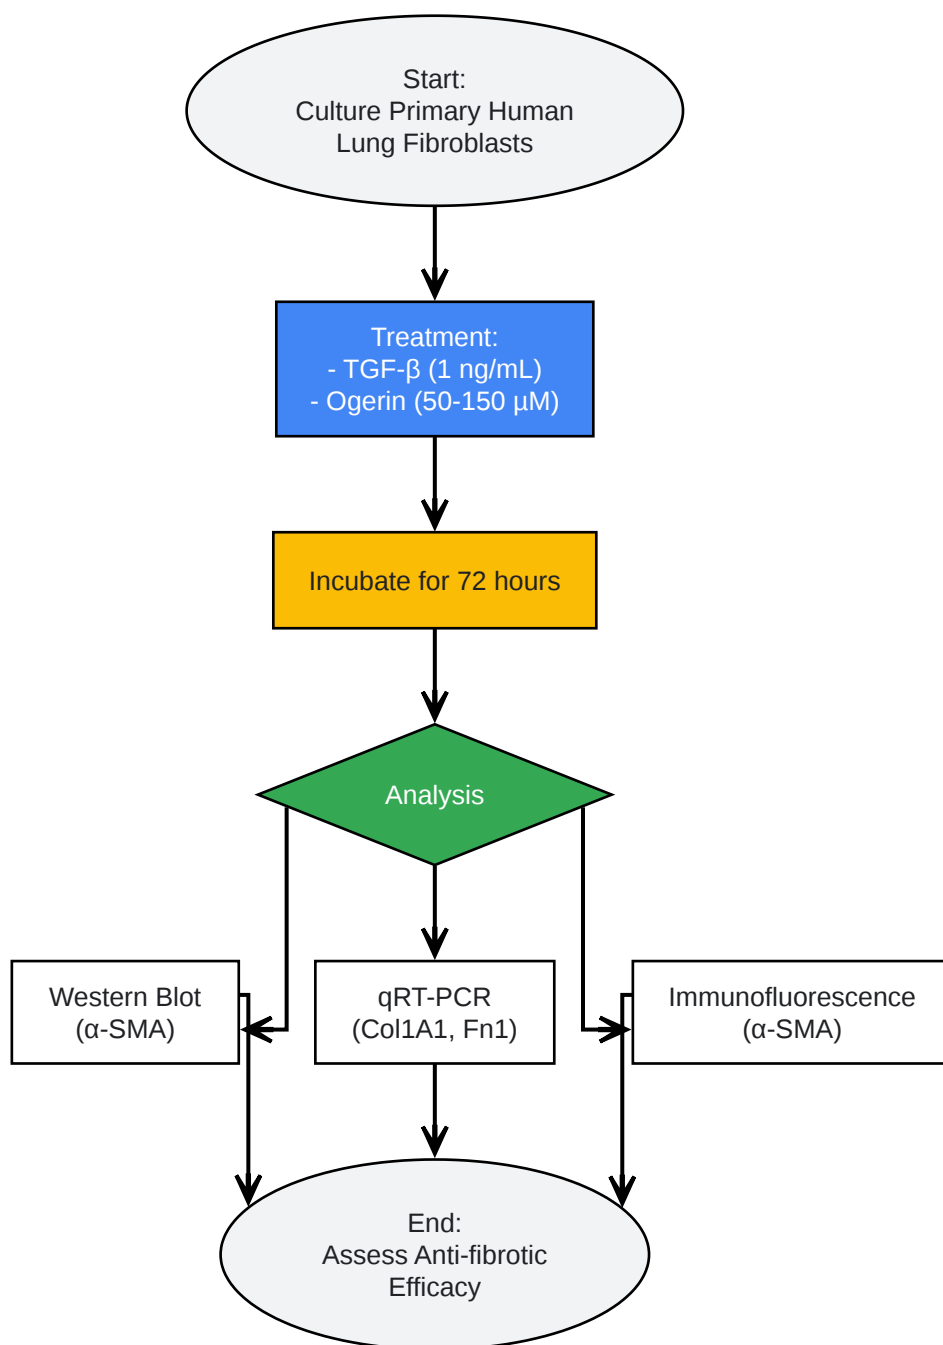 Start:
Culture Primary Human
Lung Fibroblasts
Treatment:
- TGF-β (1 ng/mL)
- Ogerin (50-150 µM)
Incubate for 72 hours
Analysis
Western Blot
(α-SMA)
qRT-PCR
(Col1A1, Fn1)
Immunofluorescence
(α-SMA)
End:
Assess Anti-fibrotic
Efficacy